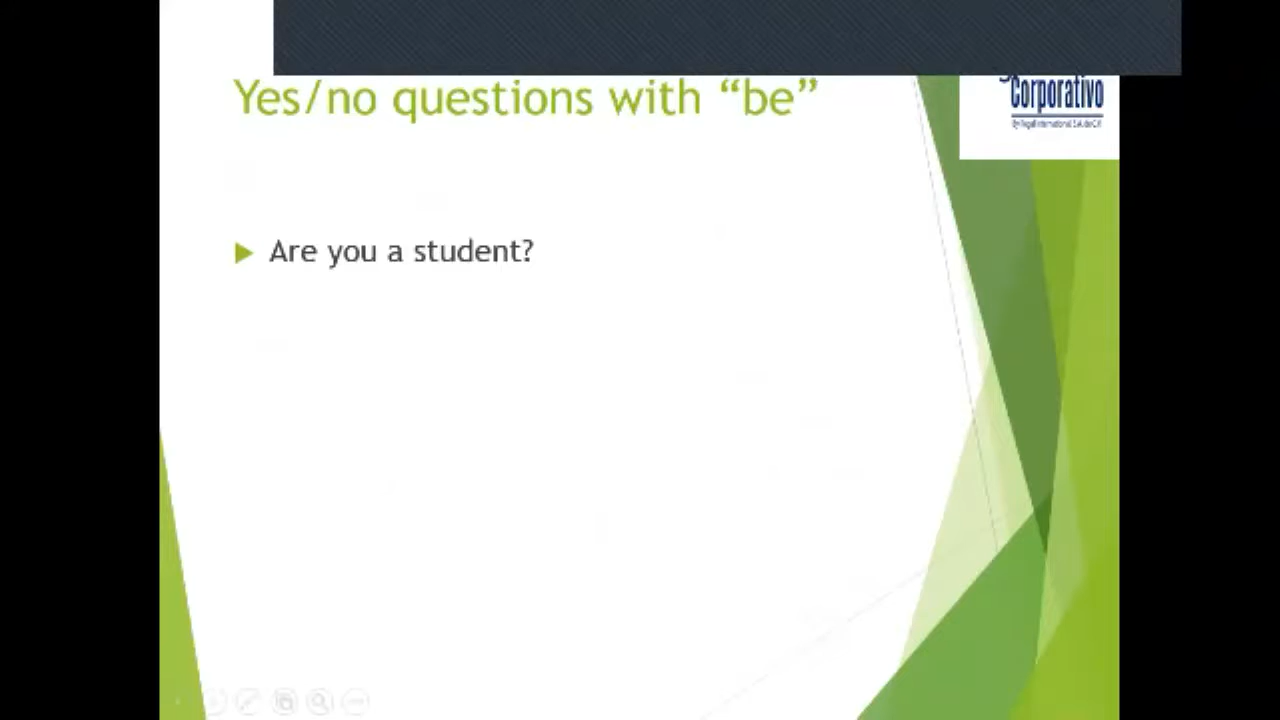 Yes/no questions with “be”
Corporativo
Are you a student?